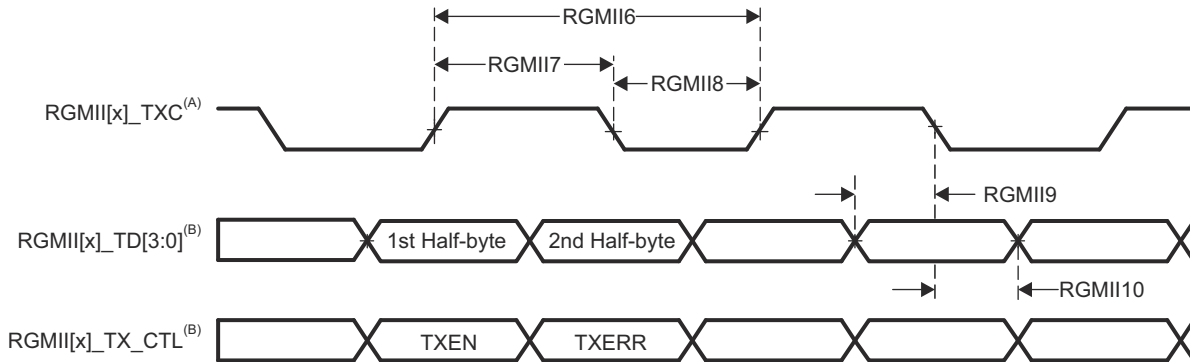 RGMII6
RGMII7
RGMII8
RGMII[x]_TXC(A)
RGMII9
RGMII[x]_TD[3:0](B)
1st Half-byte
2nd Half-byte
RGMII10
RGMII[x]_TX_CTL(B)
TXEN
TXERR